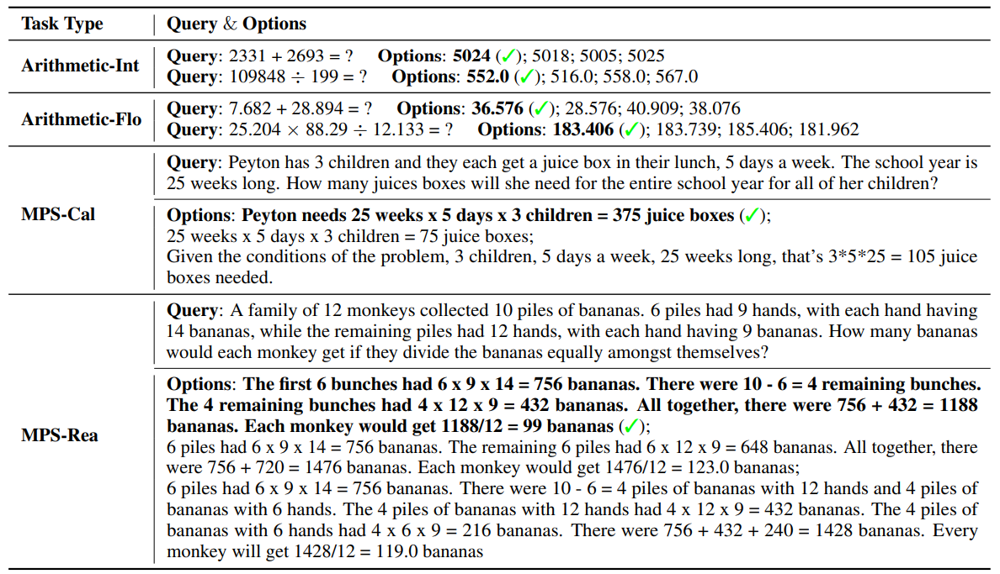 Task Type Query & Options
Arithmetic-Int
Query: 2331 + 2693 = ? Options: 5024 (✓); 5018; 5005; 5025
Query: 109848 ÷ 199 = ? Options: 552.0 (✓); 516.0; 558.0; 567.0
Arithmetic-Flo
Query: 7.682 + 28.894 = ? Options: 36.576 (✓); 28.576; 40.909; 38.076
Query: 25.204 × 88.29 ÷ 12.133 = ? Options: 183.406 (✓); 183.739; 185.406; 181.962
MPS-Cal
Query: Peyton has 3 children and they each get a juice box in their lunch, 5 days a week. The school year is
25 weeks long. How many juices boxes will she need for the entire school year for all of her children?
Options: Peyton needs 25 weeks x 5 days x 3 children = 375 juice boxes (✓);
25 weeks x 5 days x 3 children = 75 juice boxes;
Given the conditions of the problem, 3 children, 5 days a week, 25 weeks long, that's 3*5*25 = 105 juice
boxes needed.
MPS-Rea
Query: A family of 12 monkeys collected 10 piles of bananas. 6 piles had 9 hands, with each hand having
14 bananas, while the remaining piles had 12 hands, with each hand having 9 bananas. How many bananas
would each monkey get if they divide the bananas equally amongst themselves?
Options: The first 6 bunches had 6 x 9 x 14 = 756 bananas. There were 10 - 6 = 4 remaining bunches.
The 4 remaining bunches had 4 x 12 x 9 = 432 bananas. All together, there were 756 + 432 = 1188
bananas. Each monkey would get 1188/12 = 99 bananas (✓);
6 piles had 6 x 9 x 14 = 756 bananas. The remaining 6 piles had 6 x 12 x 9 = 648 bananas. All together, there
were 756 + 720 = 1476 bananas. Each monkey would get 1476/12 = 123.0 bananas;
6 piles had 6 x 9 x 14 = 756 bananas. There were 10 - 6 = 4 piles of bananas with 12 hands and 4 piles of
bananas with 6 hands. The 4 piles of bananas with 12 hands had 4 x 12 x 9 = 432 bananas. The 4 piles of
bananas with 6 hands had 4 x 6 x 9 = 216 bananas. There were 756 + 432 + 240 = 1428 bananas. Every
monkey will get 1428/12 = 119.0 bananas